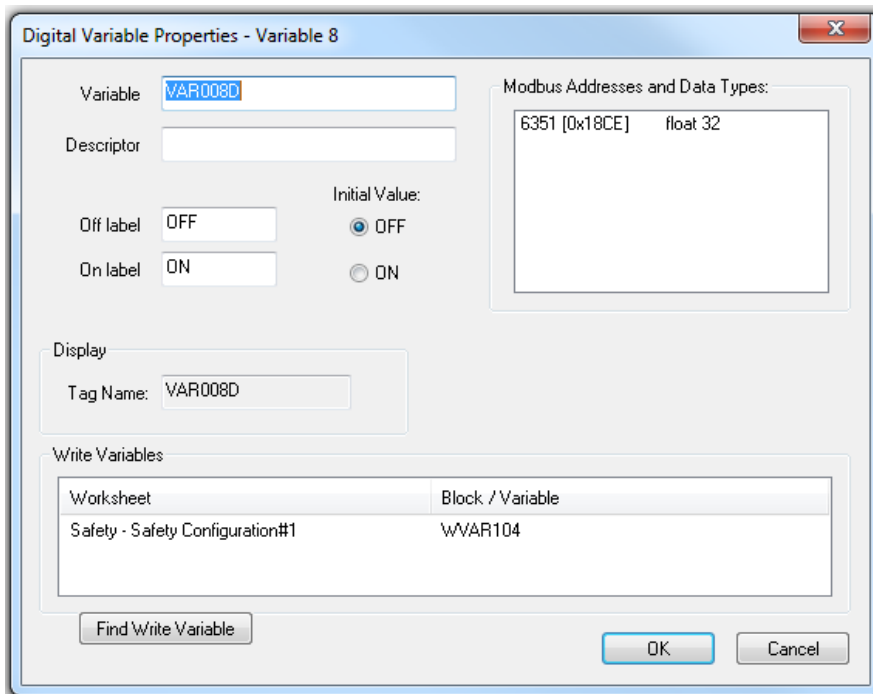 Digital Variable Properties - Variable 8
Variable VAR008D
Descriptor
Modbus Addresses and Data Types:
6351 [0x18CE] float 32
Initial Value:
Off label OFF OFF
On label ON ON
Display
Tag Name: VAR008D
Write Variables
Worksheet Block / Variable
Safety - Safety Configuration#1 WVAR104
Find Write Variable
OK Cancel